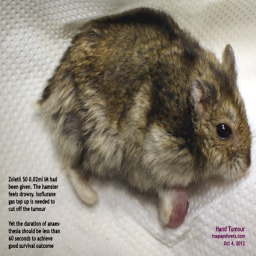 Zoletil 50 0.02ml IM had
been given. The hamster
feels drowsy. Isoflurane
gas top up is needed to
cut off the tumour
Yet the duration of anaes-
thesia should be less than
60 seconds to achieve
good survival outcome
Hand Tumour
toapayohvets.com
Oct 4, 2012